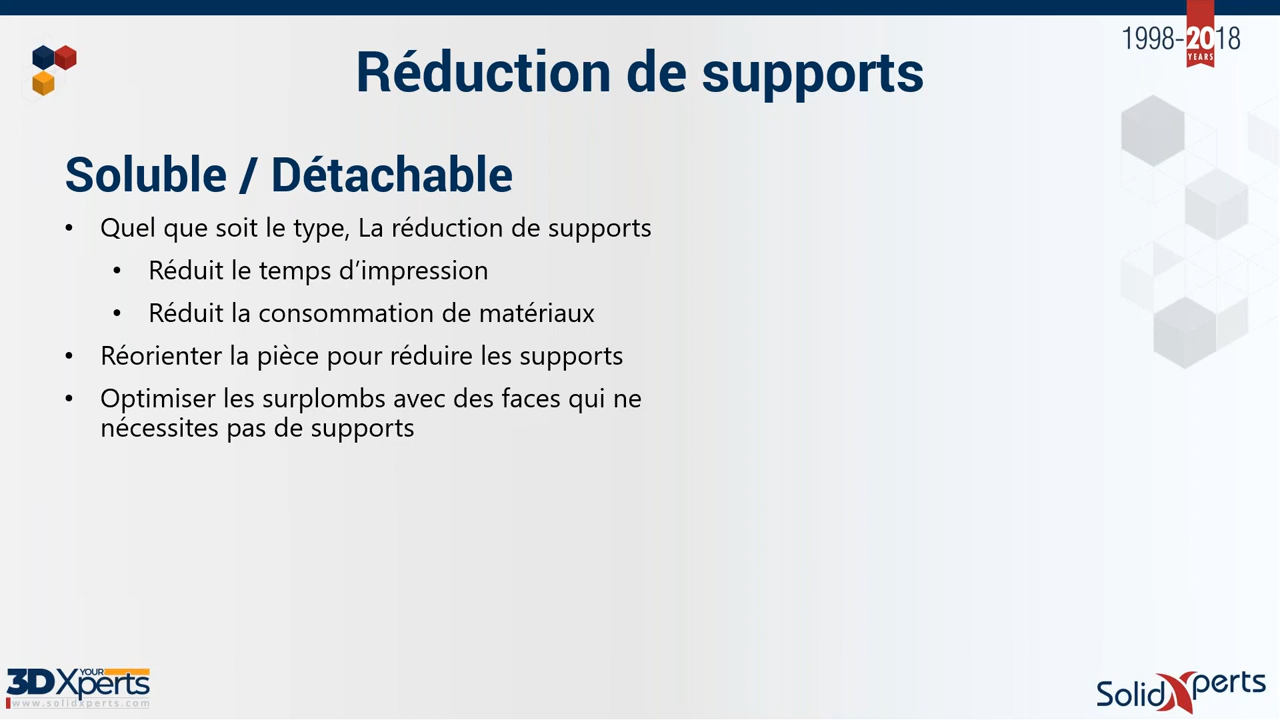 1998-2018
YEARS
Réduction de supports
Soluble / Détachable
• Quel que soit le type, La réduction de supports
• Réduit le temps d’impression
• Réduit la consommation de matériaux
• Réorienter la pièce pour réduire les supports
• Optimiser les surplombs avec des faces qui ne
nécessites pas de supports
YOUR
3DXperts
www.solidxperts.com
SolidXperts